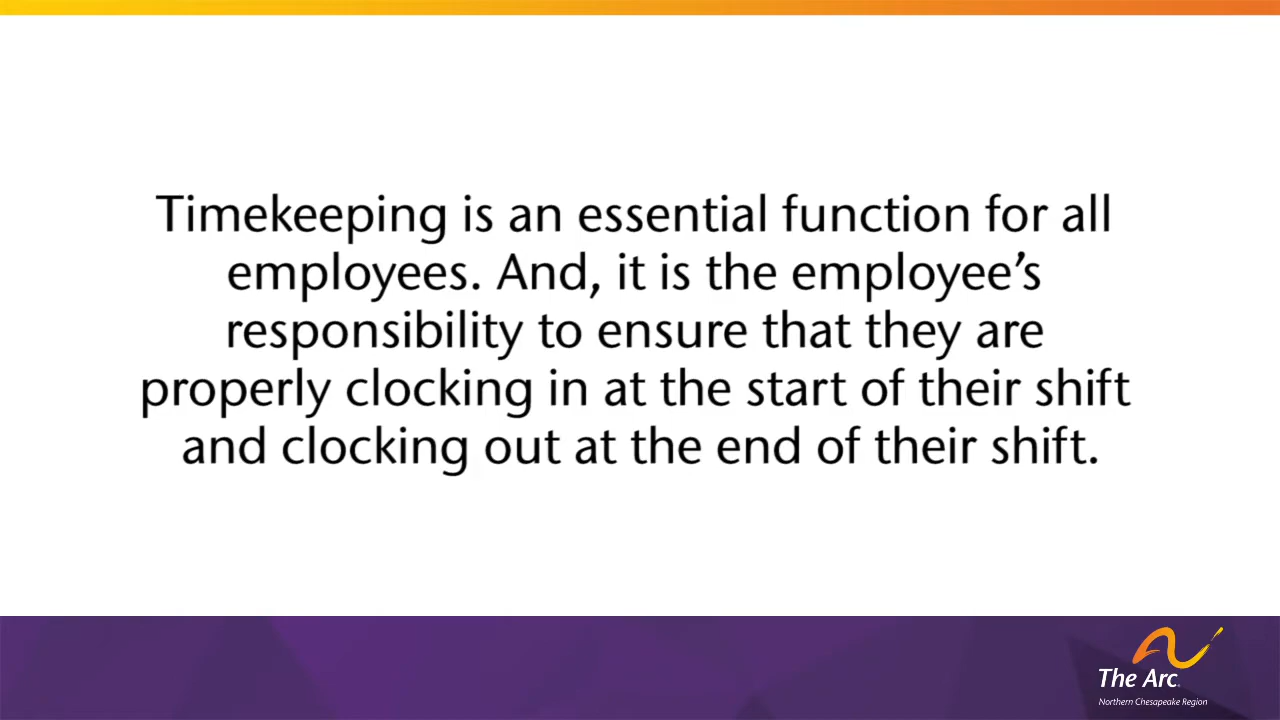 Timekeeping is an essential function for all
employees. And, it is the employee’s
responsibility to ensure that they are
properly clocking in at the start of their shift
and clocking out at the end of their shift.
The Arc.
Northern Chesapeake Region